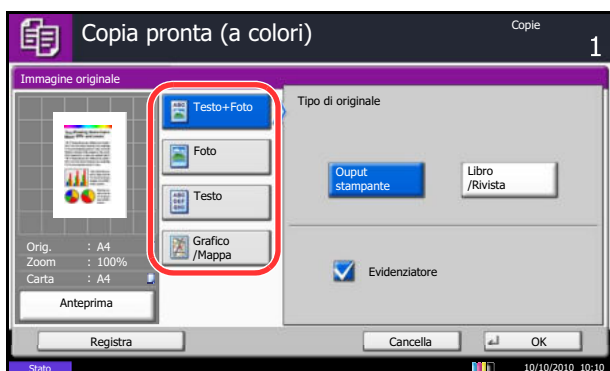 Copia pronta (a colori)
Copie
1
Immagine originale
Testo+Foto
Foto
Testo
Grafico
/Mappa
Tipo di originale
Ouput
stampante
Libro
/Rivista
Evidenziatore
Orig. : A4
Zoom : 100%
Carta : A4
Anteprima
Registra
Cancella
OK
Stato
10/10/2010 10:10